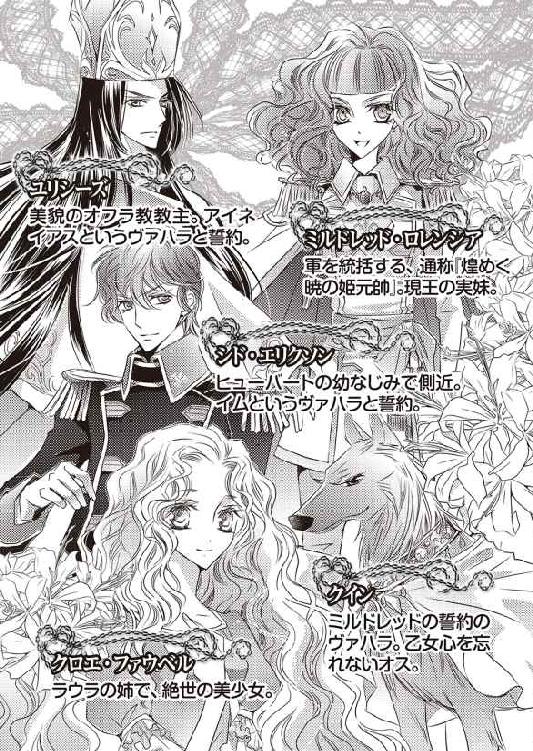 ユリシーズ
美貌のオフラ教教主。アイネ
イアスというヴァハラと誓約。
ミルドレッド・ロレンシア
軍を統括する、通称『煌めく
暁の姫元帥』。現王の実妹。
シド・エリクソン
ヒューバートの幼なじみで側近。
イムというヴァハラと誓約。
クイン
ミルドレッドの誓約の
ヴァハラ。乙女心を忘
れないオス。
クロエ・ファウベル
ラウラの姉で、絶世の美少女。